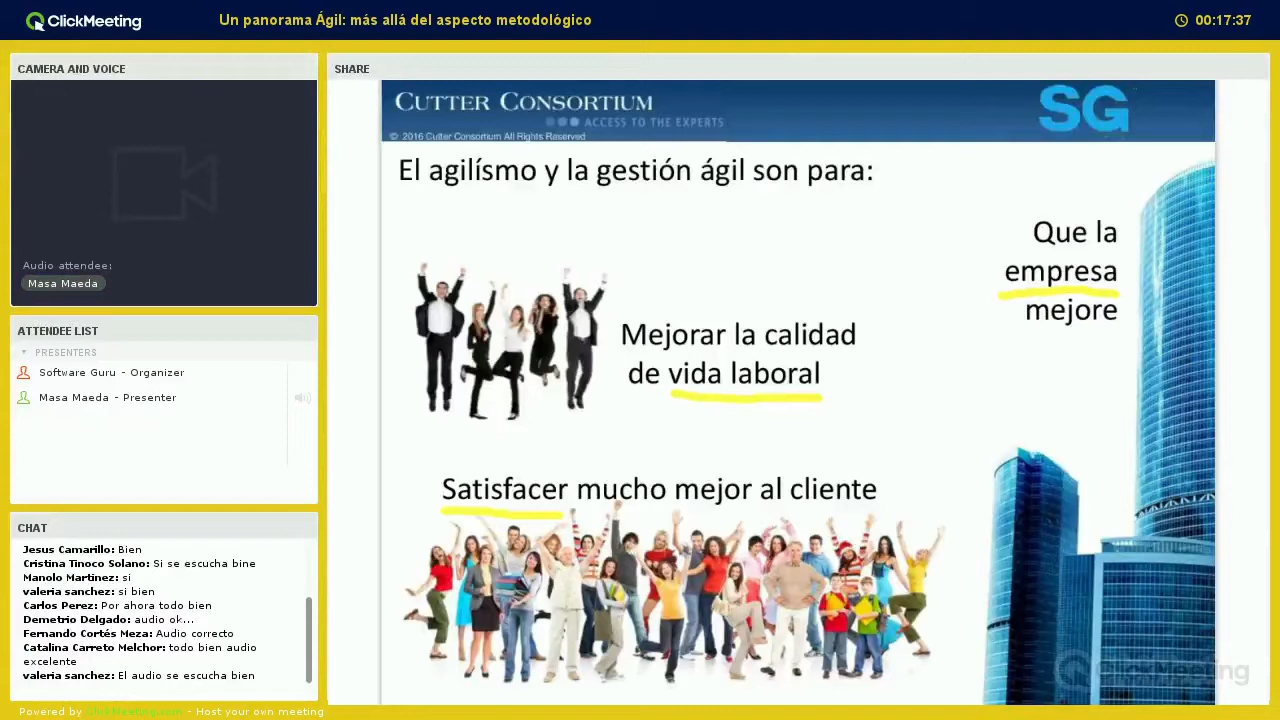 ClickMeeting
Un panorama Ágil: más allá del aspecto metodológico
00:17:37
CAMERA AND VOICE
Audio attendee:
Masa Maeda
ATTENDEE LIST
PRESENTERS
Software Guru - Organizer
Masa Maeda - Presenter
CHAT
Jesus Camarillo: Bien
Cristina Tinoco Solano: Si se escucha bine
Manolo Martinez: si
valeria sanchez: si bien
Carlos Perez: Por ahora todo bien
Demetrio Delgado: audio ok...
Fernando Cortés Meza: Audio correcto
Catalina Carreto Melchor: todo bien audio
excelente
valeria sanchez: El audio se escucha bien
Powered by ClickMeeting.com - Host your own meeting
SHARE
CUTTER CONSORTIUM
ACCESS TO THE EXPERTS
© 2016 Cutter Consortium All Rights Reserved
SG
El agilísmo y la gestión ágil son para:
Que la
empresa
mejore
Mejorar la calidad
de vida laboral
Satisfacer mucho mejor al cliente
ClickMeeting